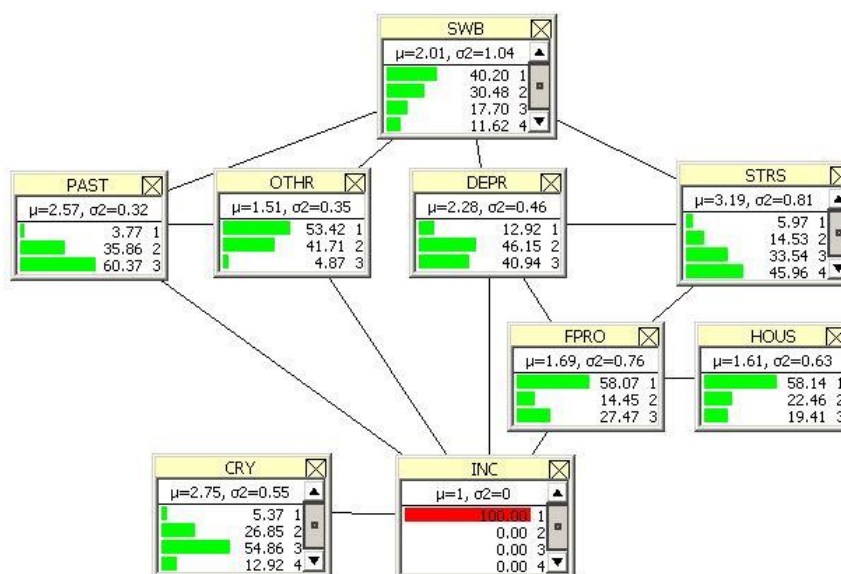 SWB
μ=2.01, σ2=1.04
40.20 1
30.48 2
17.70 3
11.62 4
PAST
μ=2.57, σ2=0.32
3.77 1
35.86 2
60.37 3
OTHR
μ=1.51, σ2=0.35
53.42 1
41.71 2
4.87 3
DEPR
μ=2.28, σ2=0.46
12.92 1
46.15 2
40.94 3
STRS
μ=3.19, σ2=0.81
5.97 1
14.53 2
33.54 3
45.96 4
FPRO
μ=1.69, σ2=0.76
58.07 1
14.45 2
27.47 3
HOUS
μ=1.61, σ2=0.63
58.14 1
22.46 2
19.41 3
CRY
μ=2.75, σ2=0.55
5.37 1
26.85 2
54.86 3
12.92 4
INC
μ=1, σ2=0
100.00 1
0.00 2
0.00 3
0.00 4